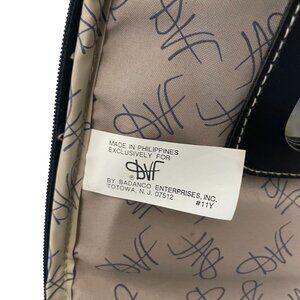 MADE IN PHILIPPINES
EXCLUSIVELY FOR
DVF
®
BY BADANCO ENTERPRISES, INC.
TOTOWA, N. J. 07512
#11Y